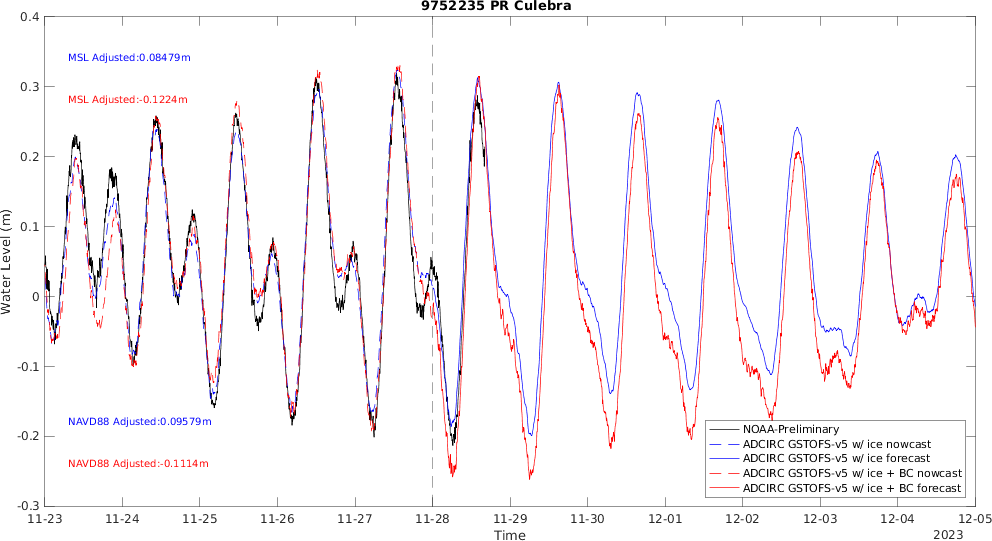 9752235 PR Culebra
0.4
0.3
0.2
0.1
0
-0.1
-0.2
-0.3
Water Level (m)
MSL Adjusted:0.08479m
MSL Adjusted:-0.1224m
NAVD88 Adjusted:0.09579m
NAVD88 Adjusted:-0.1114m
NOAA-Preliminary
ADCIRC GSTOFS-v5 w/ ice nowcast
ADCIRC GSTOFS-v5 w/ ice forecast
ADCIRC GSTOFS-v5 w/ ice + BC nowcast
ADCIRC GSTOFS-v5 w/ ice + BC forecast
11-23 11-24 11-25 11-26 11-27 11-28 11-29 11-30 12-01 12-02 12-03 12-04 12-05
Time
2023